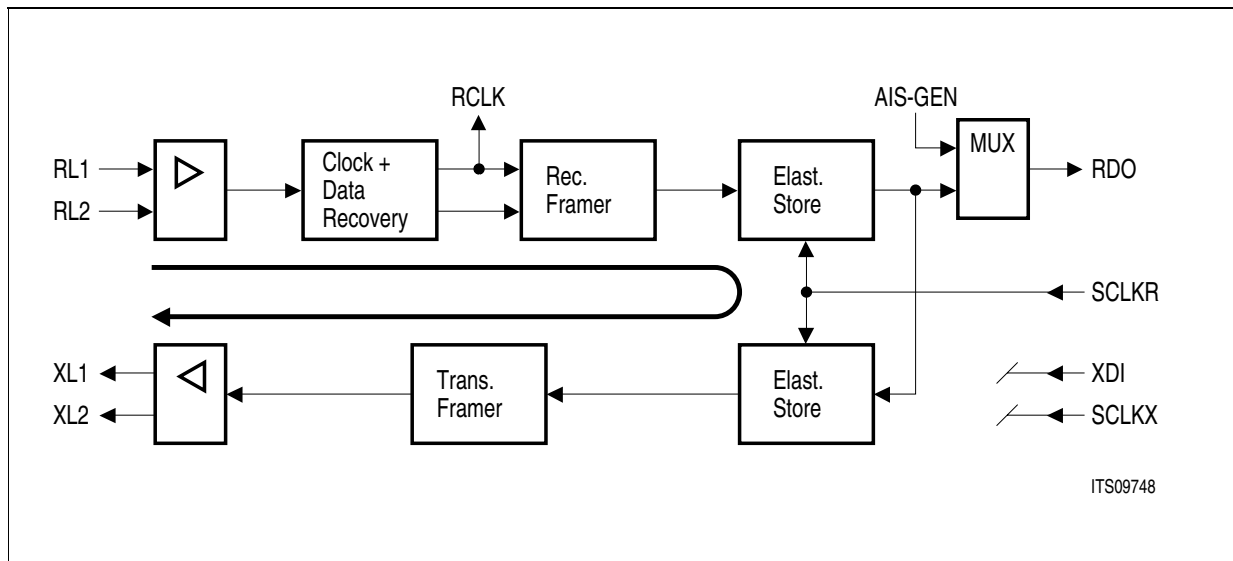 RCLK
AIS-GEN
RL1
RL2
Clock +
Data
Recovery
Rec.
Framer
Elast.
Store
MUX
RDO
SCLKR
XL1
XL2
Trans.
Framer
Elast.
Store
XDI
SCLKX
ITS09748